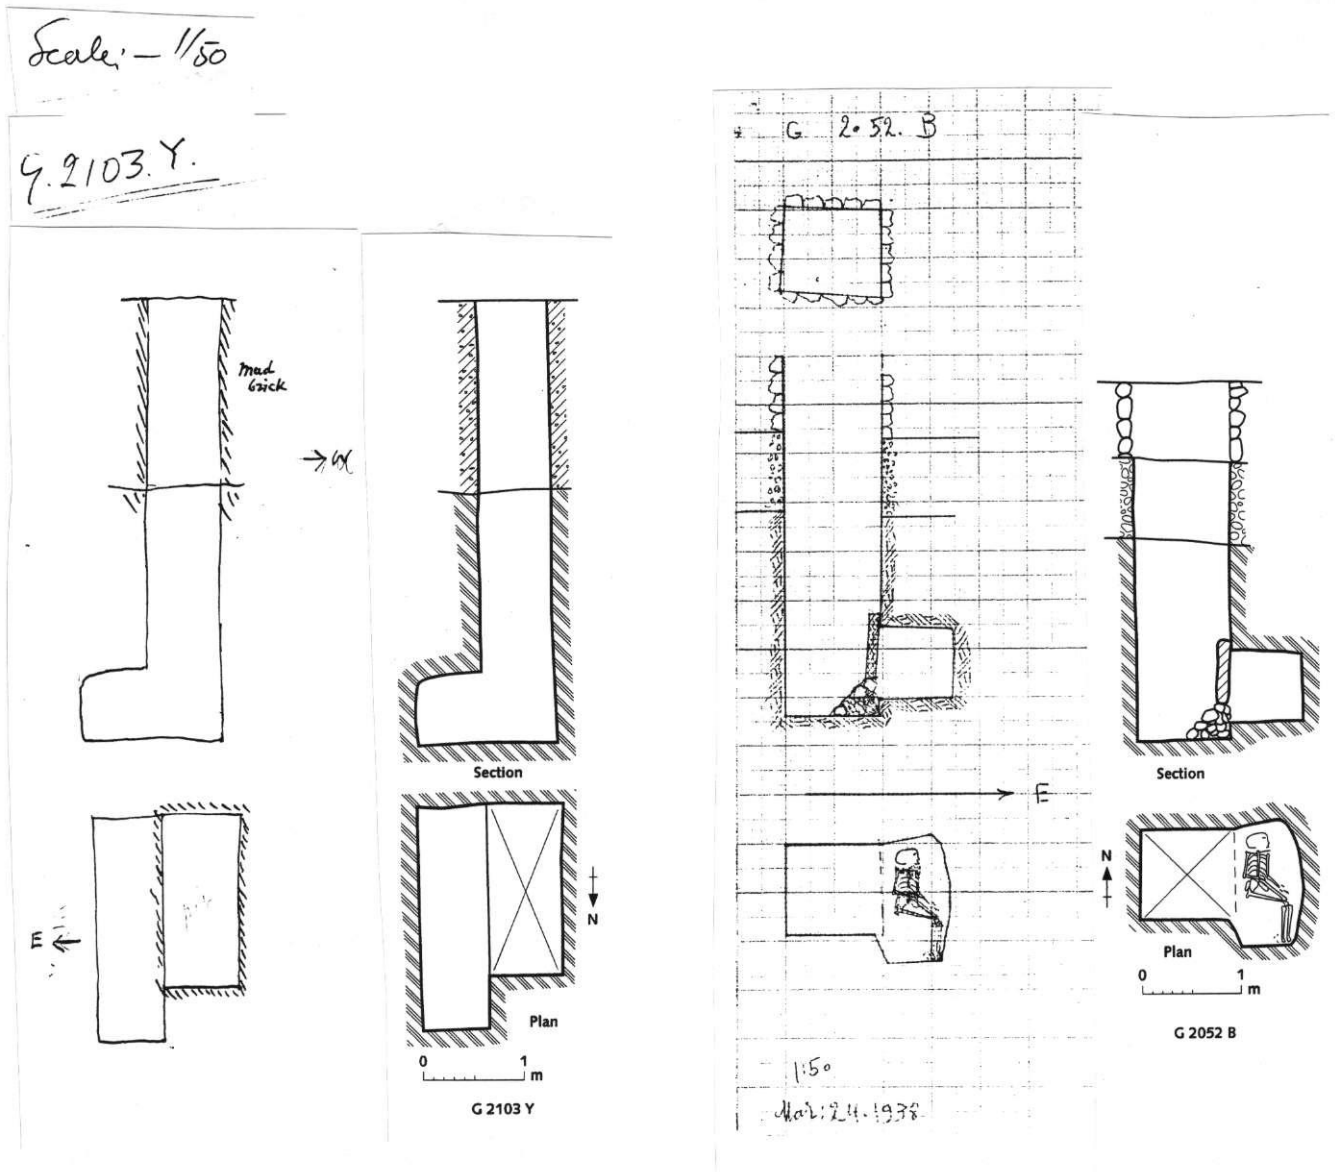 Scale: - 1/50
G. 2103. Y.
mud
brick
E
Section
N
Plan
0 1
m
G 2103 Y
G 2052. B
E
1:50
Mar: 24. 1938
Section
N
Plan
0 1
m
G 2052 B